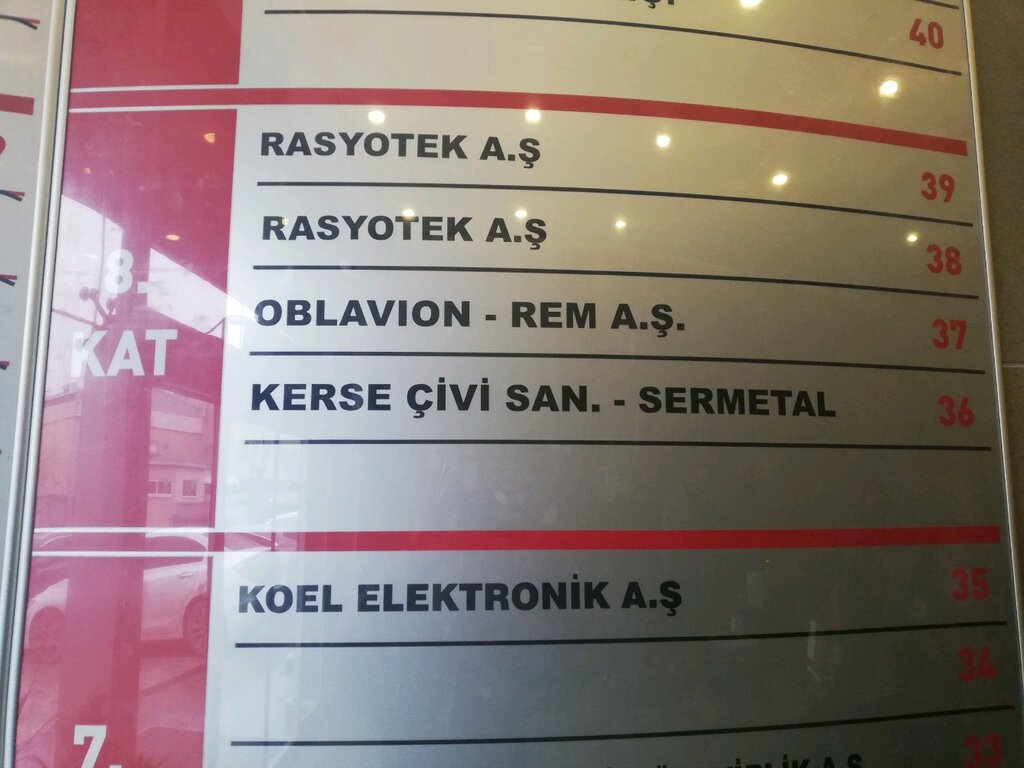 40
RASYOTEK A.Ş
39
RASYOTEK A.Ş
38
8.
KAT
OBLAVION - REM A.Ş.
37
KERSE ÇİVİ SAN. - SERMETAL
36
KOEL ELEKTRONİK A.Ş
35
34
7.
33